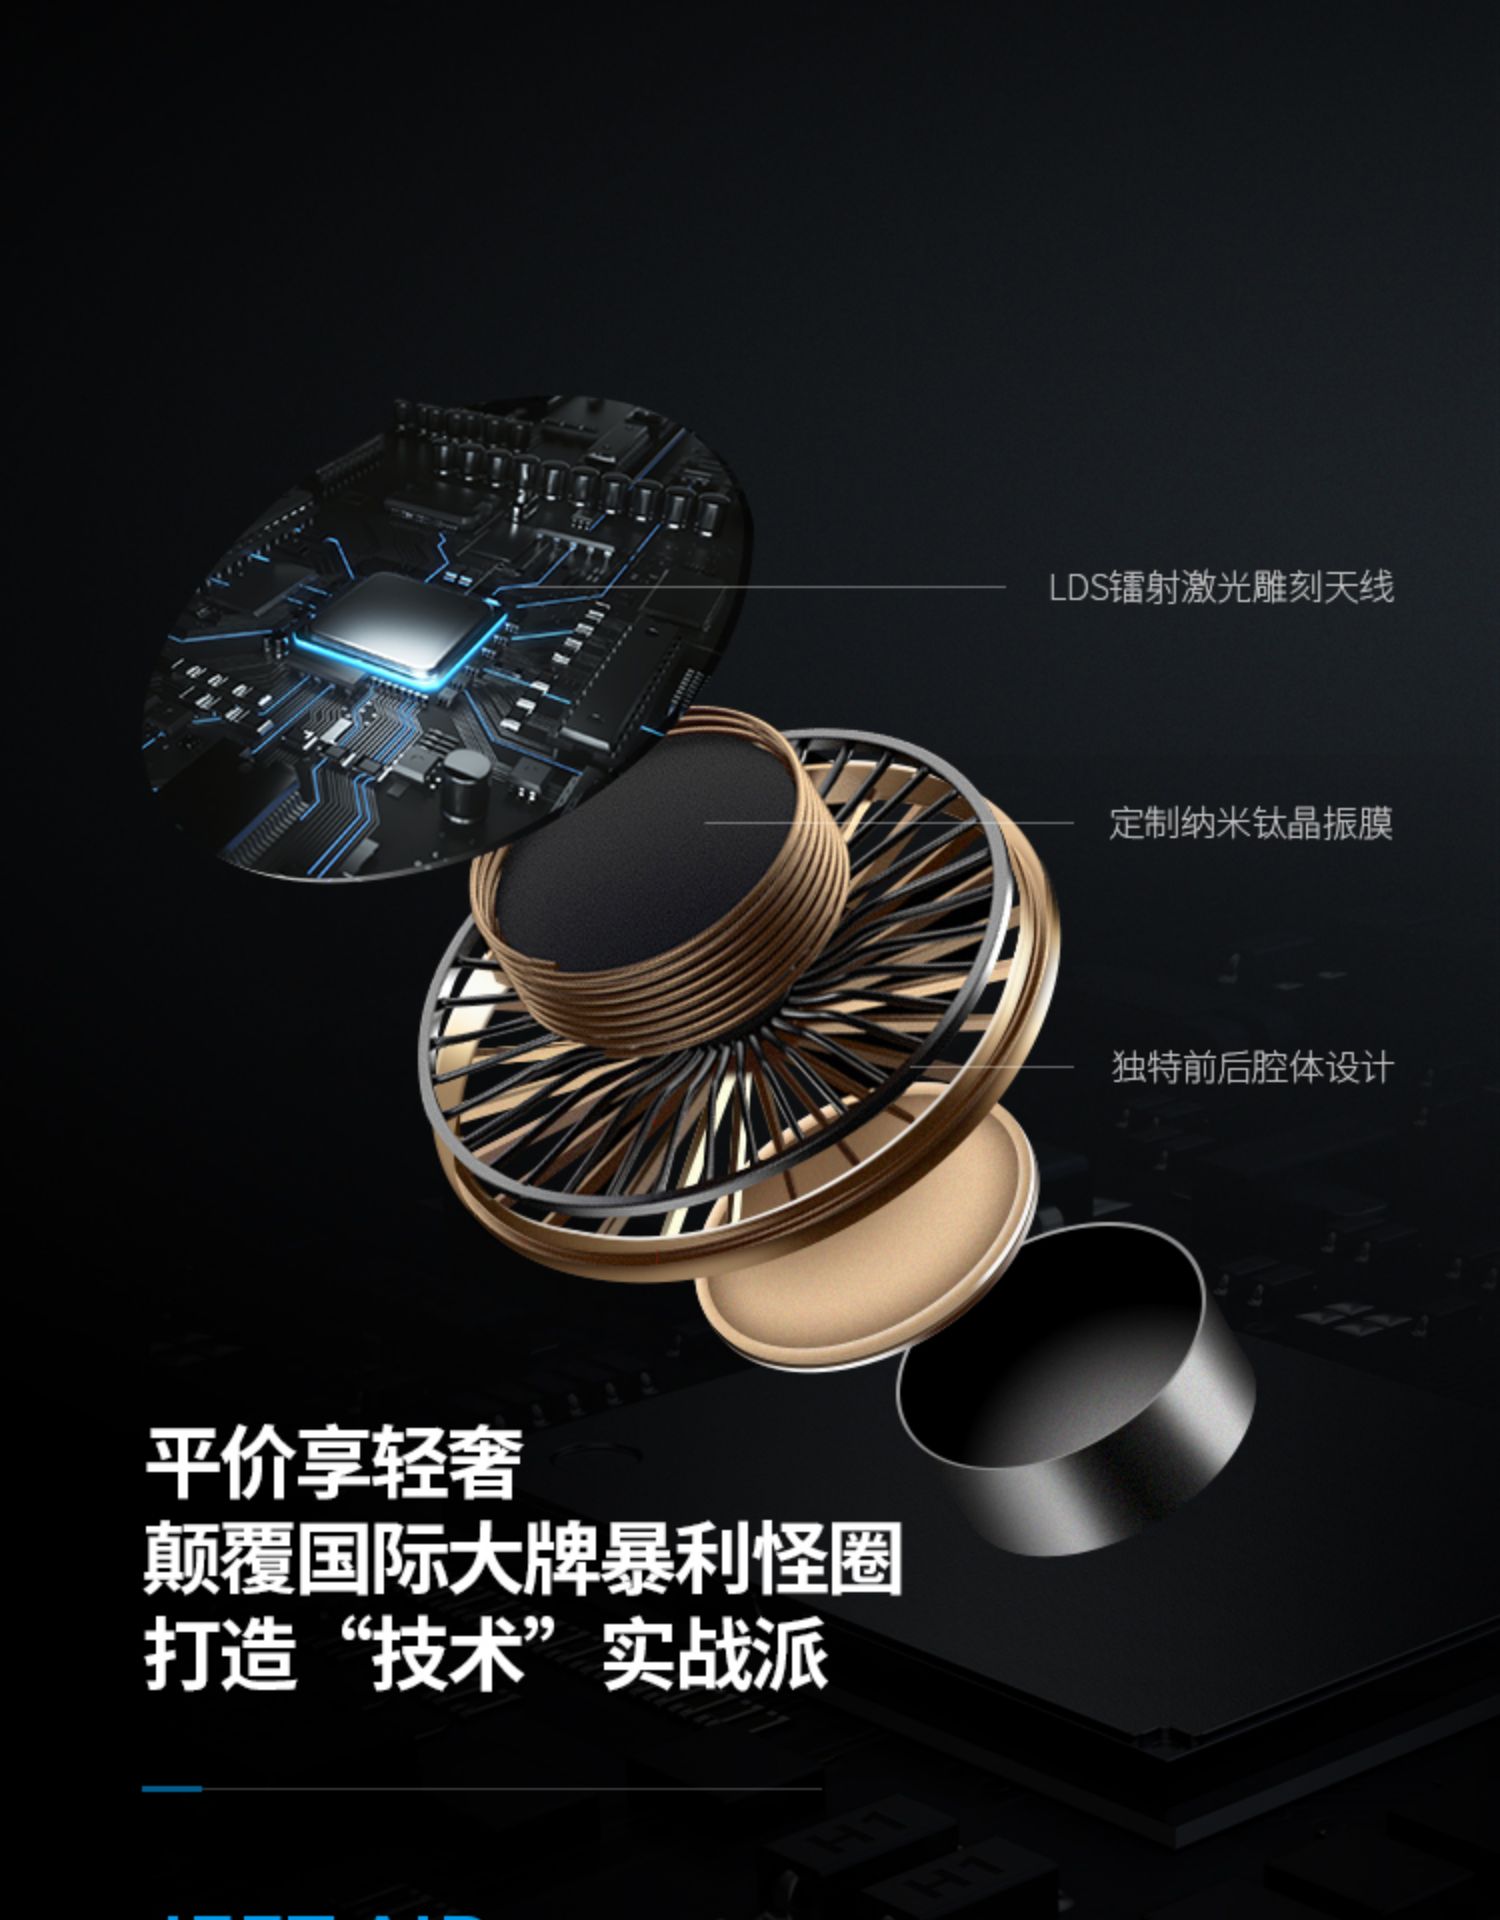 LDS镭射激光雕刻天线
定制纳米钛晶振膜
独特前后腔体设计
平价享轻奢
颠覆国际大牌暴利怪圈
打造“技术”实战派
H1
H1